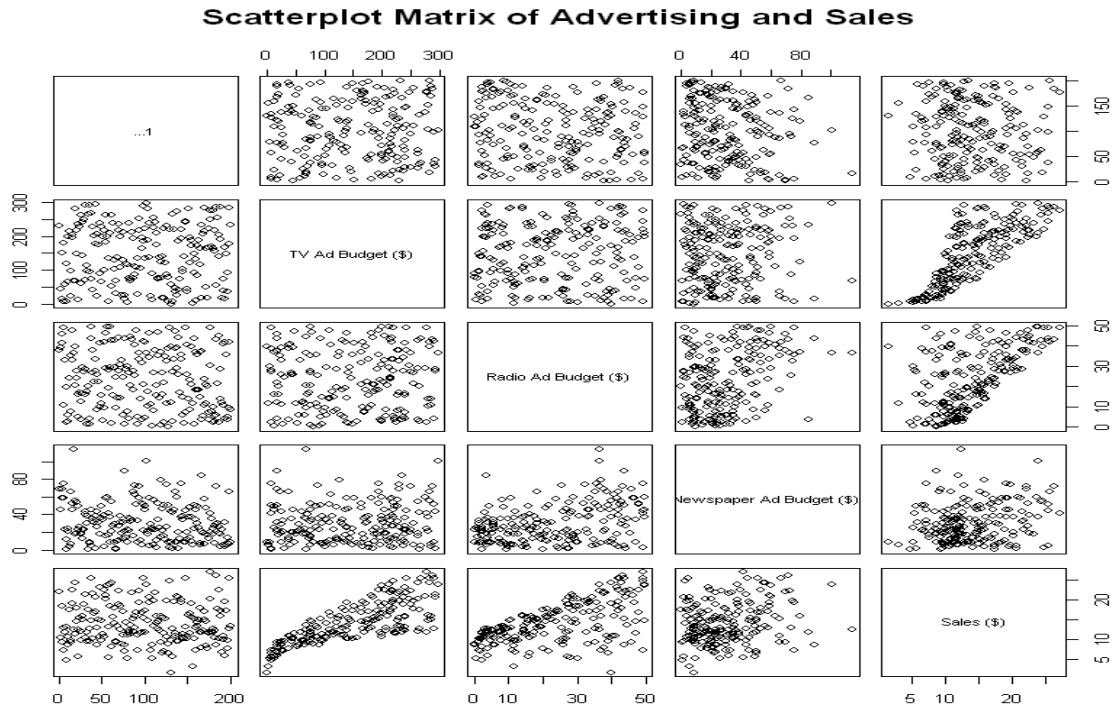 Scatterplot Matrix of Advertising and Sales
0 100 200 300 0 40 80
...1
50 150
0
0 100 200 300
TV Ad Budget ($)
Radio Ad Budget ($)
0 10 30 50
0 40 80
Newspaper Ad Budget ($)
Sales ($)
5 10 20
0 50 100 150 200 0 10 30 50 5 10 20